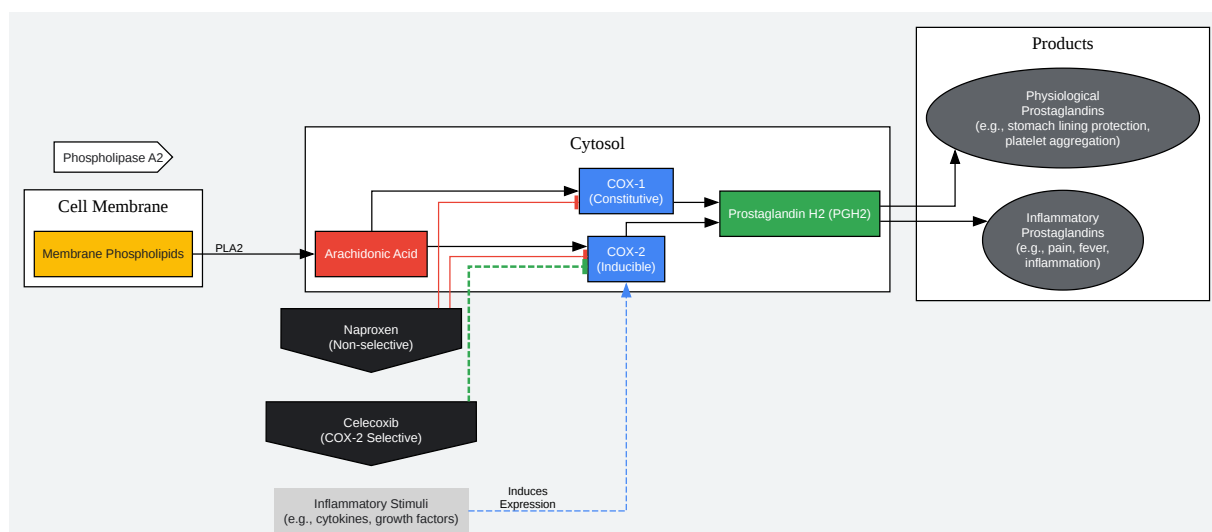 Products
Physiological
Prostaglandins
(e.g., stomach lining protection,
platelet aggregation)
Cytosol
Phospholipase A2
COX-1
(Constitutive)
Cell Membrane
Prostaglandin H2 (PGH2)
Inflammatory
Prostaglandins
(e.g., pain, fever,
inflammation)
Membrane Phospholipids
PLA2
Arachidonic Acid
COX-2
(Inducible)
Naproxen
(Non-selective)
Celecoxib
(COX-2 Selective)
Induces
Expression
Inflammatory Stimuli
(e.g., cytokines, growth factors)